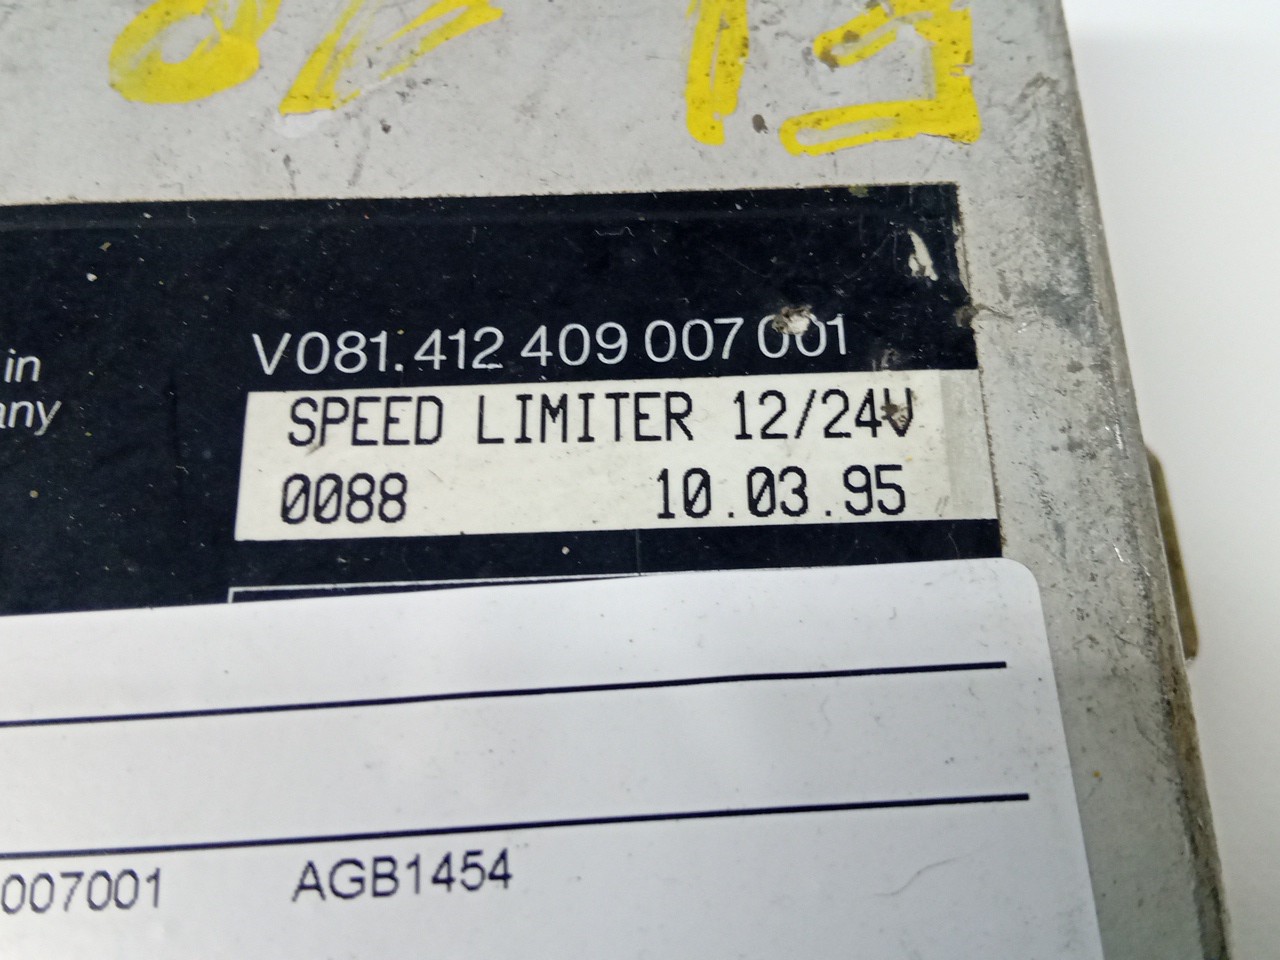 V081.412 409 007 001
in
any
SPEED LIMITER 12/24V
0088 10.03.95
007001 AGB1454